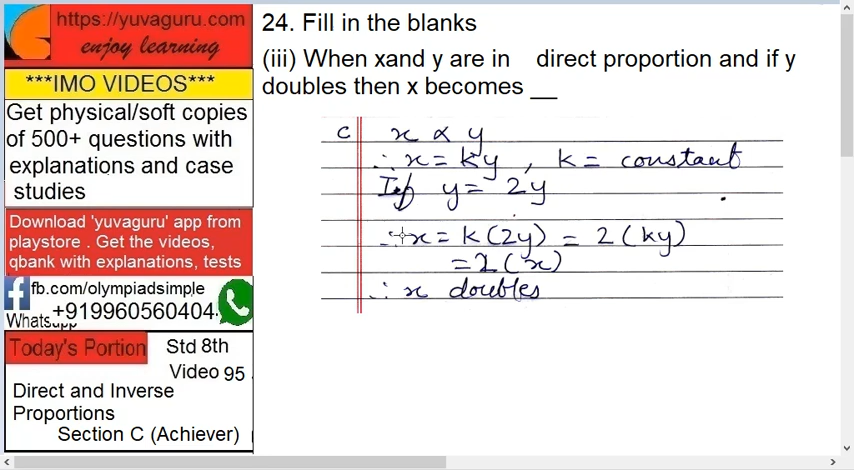 https://yuvaguru.com
enjoy learning
***IMO VIDEOS***
Get physical/soft copies
of 500+ questions with
explanations and case
studies
Download 'yuvaguru' app from
playstore . Get the videos,
qbank with explanations, tests
fb.com/olympiadsimple
+919960560404
Whatsupp
Today's Portion Std 8th
Video 95
Direct and Inverse
Proportions
Section C (Achiever)
24. Fill in the blanks
(iii) When xand y are in direct proportion and if y
doubles then x becomes __
C x ∝ y
∴ x = ky , k = constant
If y = 2y
∴ x = k(2y) = 2(ky)
= 2(x)
∴ x doubles